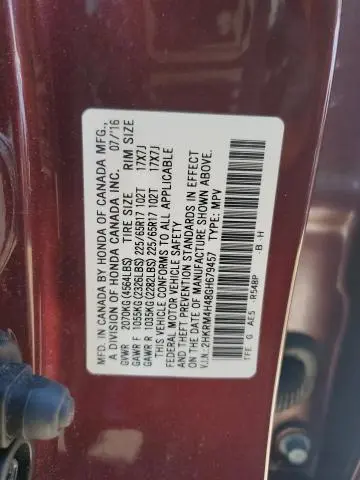 MFD. IN CANADA BY HONDA OF CANADA MFG.,
A DIVISION OF HONDA CANADA INC. 07/16
GVWR 2070KG(4564LBS) TIRE SIZE RIM SIZE
GAWR F 1055KG(2326LBS) 225/65R17 102T 17X7J
GAWR R 1035KG(2282LBS) 225/65R17 102T 17X7J
THIS VEHICLE CONFORMS TO ALL APPLICABLE
FEDERAL MOTOR VEHICLE SAFETY
AND THEFT PREVENTION STANDARDS IN EFFECT
ON THE DATE OF MANUFACTURE SHOWN ABOVE.
V.I.N.: 2HKRM4H48GH679457 TYPE: MPV
TFE G AE5 -R548P -B-H